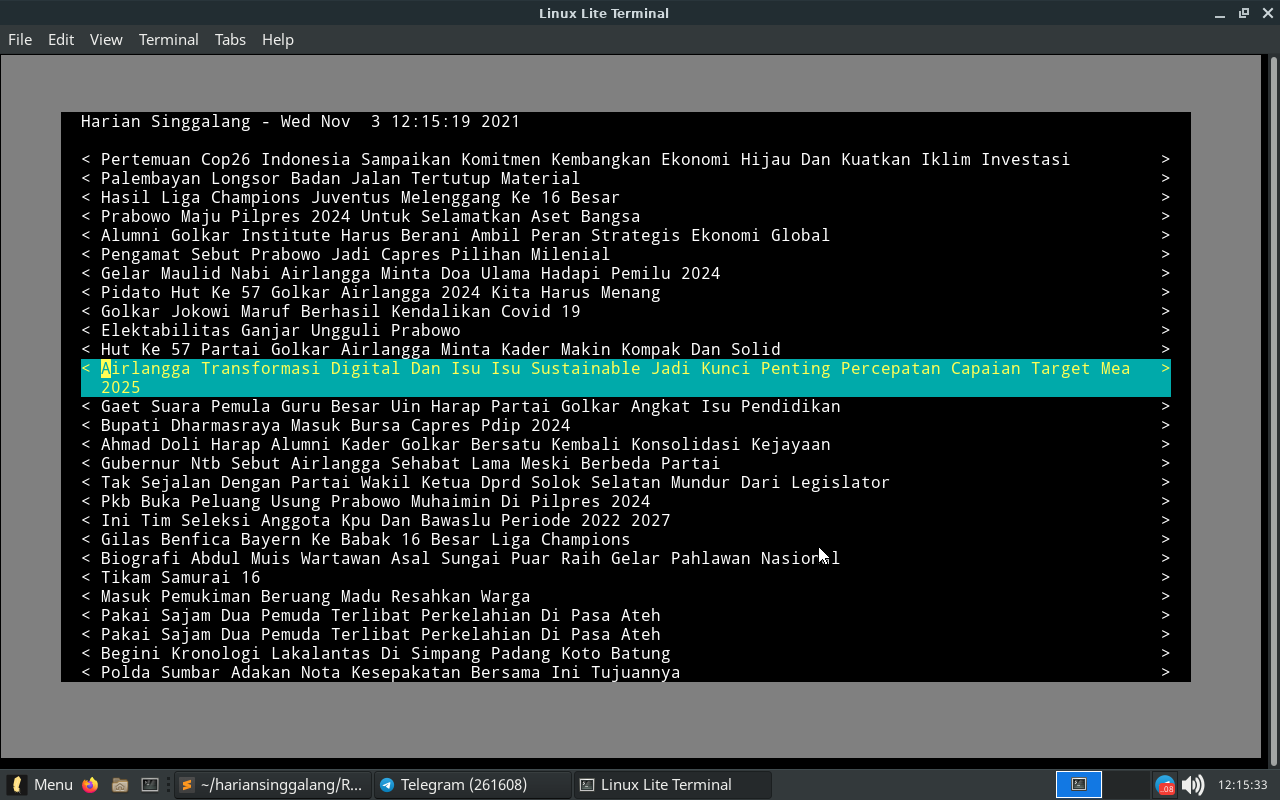 Linux Lite Terminal
File Edit View Terminal Tabs Help
Harian Singgalang - Wed Nov  3 12:15:19 2021
< Pertemuan Cop26 Indonesia Sampaikan Komitmen Kembangkan Ekonomi Hijau Dan Kuatkan Iklim Investasi >
< Palembayan Longsor Badan Jalan Tertutup Material >
< Hasil Liga Champions Juventus Melenggang Ke 16 Besar >
< Prabowo Maju Pilpres 2024 Untuk Selamatkan Aset Bangsa >
< Alumni Golkar Institute Harus Berani Ambil Peran Strategis Ekonomi Global >
< Pengamat Sebut Prabowo Jadi Capres Pilihan Milenial >
< Gelar Maulid Nabi Airlangga Minta Doa Ulama Hadapi Pemilu 2024 >
< Pidato Hut Ke 57 Golkar Airlangga 2024 Kita Harus Menang >
< Golkar Jokowi Maruf Berhasil Kendalikan Covid 19 >
< Elektabilitas Ganjar Ungguli Prabowo >
< Hut Ke 57 Partai Golkar Airlangga Minta Kader Makin Kompak Dan Solid >
< Airlangga Transformasi Digital Dan Isu Isu Sustainable Jadi Kunci Penting Percepatan Capaian Target Mea >
2025
< Gaet Suara Pemula Guru Besar Uin Harap Partai Golkar Angkat Isu Pendidikan >
< Bupati Dharmasraya Masuk Bursa Capres Pdip 2024 >
< Ahmad Doli Harap Alumni Kader Golkar Bersatu Kembali Konsolidasi Kejayaan >
< Gubernur Ntb Sebut Airlangga Sehabat Lama Meski Berbeda Partai >
< Tak Sejalan Dengan Partai Wakil Ketua Dprd Solok Selatan Mundur Dari Legislator >
< Pkb Buka Peluang Usung Prabowo Muhaimin Di Pilpres 2024 >
< Ini Tim Seleksi Anggota Kpu Dan Bawaslu Periode 2022 2027 >
< Gilas Benfica Bayern Ke Babak 16 Besar Liga Champions >
< Biografi Abdul Muis Wartawan Asal Sungai Puar Raih Gelar Pahlawan Nasional >
< Tikam Samurai 16 >
< Masuk Pemukiman Beruang Madu Resahkan Warga >
< Pakai Sajam Dua Pemuda Terlibat Perkelahian Di Pasa Ateh >
< Pakai Sajam Dua Pemuda Terlibat Perkelahian Di Pasa Ateh >
< Begini Kronologi Lakalantas Di Simpang Padang Koto Batung >
< Polda Sumbar Adakan Nota Kesepakatan Bersama Ini Tujuannya >
Menu ~/hariansinggalang/R... Telegram (261608) Linux Lite Terminal 12:15:33